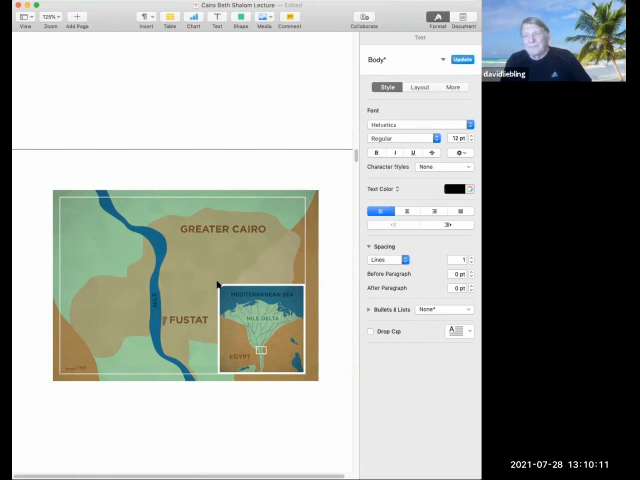 Cairo Beth Shalom Lecture — Edited
125%
View
Zoom
Add Page
Insert
Table
Chart
Text
Shape
Media
Comment
Collaborate
Format
Document
Text
Body*
Update
Style
Layout
More
Font
Helvetica
Regular
12 pt
B I U S
Character Styles
None
Text Color
Spacing
Lines
1
Before Paragraph
0 pt
After Paragraph
0 pt
Bullets & Lists
None*
Drop Cap
GREATER CAIRO
NILE
FUSTAT
MEDITERRANEAN SEA
NILE DELTA
EGYPT
davidliebling
2021-07-28 13:10:11